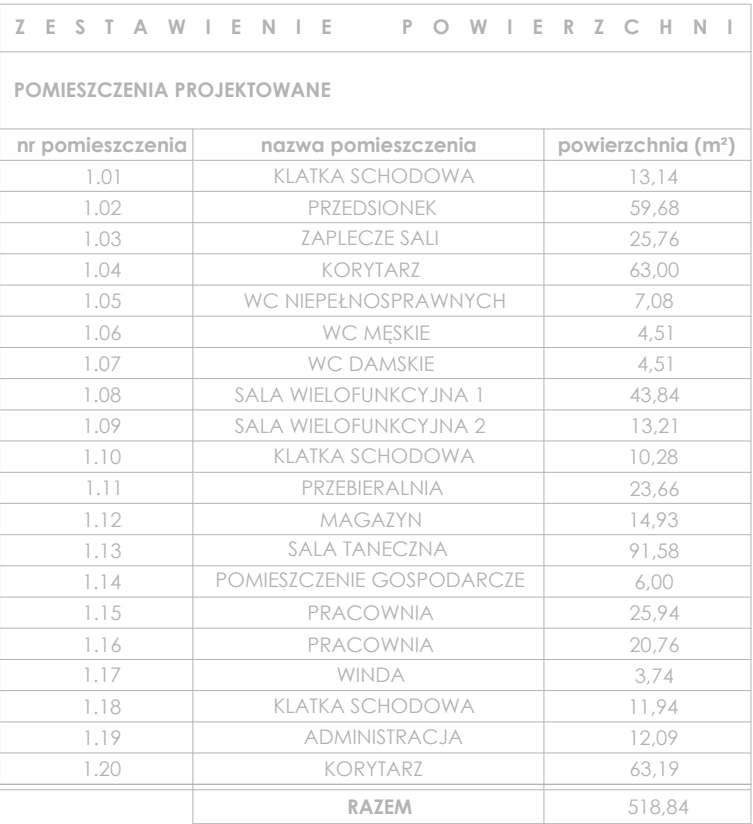 ZESTAWIENIE POWIERZCHNI
POMIESZCZENIA PROJEKTOWANE
nr pomieszczenia nazwa pomieszczenia powierzchnia (m²)
1.01 KLATKA SCHODOWA 13,14
1.02 PRZEDSIONEK 59,68
1.03 ZAPLECZE SALI 25,76
1.04 KORYTARZ 63,00
1.05 WC NIEPEŁNOSPRAWNYCH 7,08
1.06 WC MĘSKIE 4,51
1.07 WC DAMSKIE 4,51
1.08 SALA WIELOFUNKCYJNA 1 43,84
1.09 SALA WIELOFUNKCYJNA 2 13,21
1.10 KLATKA SCHODOWA 10,28
1.11 PRZEBIERALNIA 23,66
1.12 MAGAZYN 14,93
1.13 SALA TANECZNA 91,58
1.14 POMIESZCZENIE GOSPODARCZE 6,00
1.15 PRACOWNIA 25,94
1.16 PRACOWNIA 20,76
1.17 WINDA 3,74
1.18 KLATKA SCHODOWA 11,94
1.19 ADMINISTRACJA 12,09
1.20 KORYTARZ 63,19
RAZEM 518,84